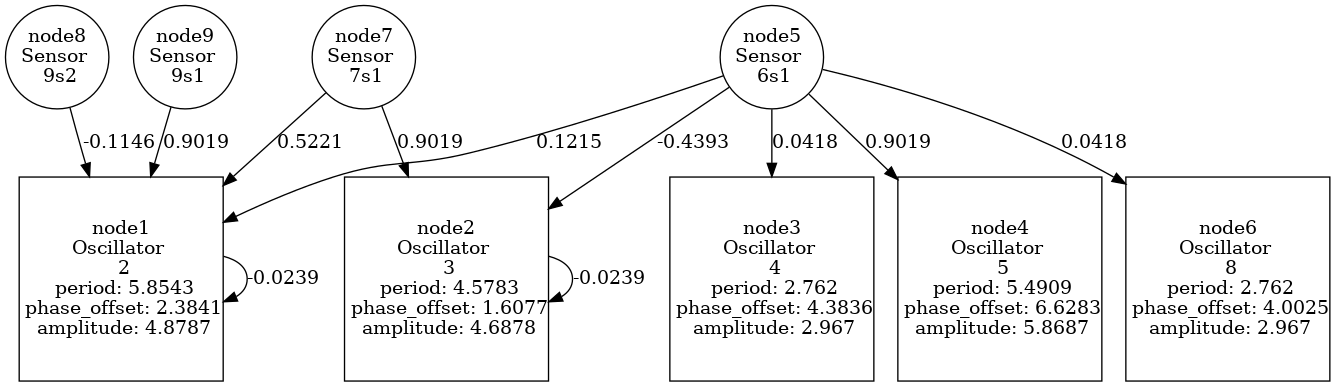 node8
Sensor
9s2
node9
Sensor
9s1
node7
Sensor
7s1
node5
Sensor
6s1
-0.1146
0.9019
0.5221
0.9019
0.1215
-0.4393
0.0418
0.9019
0.0418
node1
Oscillator
2
period: 5.8543
phase_offset: 2.3841
amplitude: 4.8787
-0.0239
node2
Oscillator
3
period: 4.5783
phase_offset: 1.6077
amplitude: 4.6878
-0.0239
node3
Oscillator
4
period: 2.762
phase_offset: 4.3836
amplitude: 2.967
node4
Oscillator
5
period: 5.4909
phase_offset: 6.6283
amplitude: 5.8687
node6
Oscillator
8
period: 2.762
phase_offset: 4.0025
amplitude: 2.967